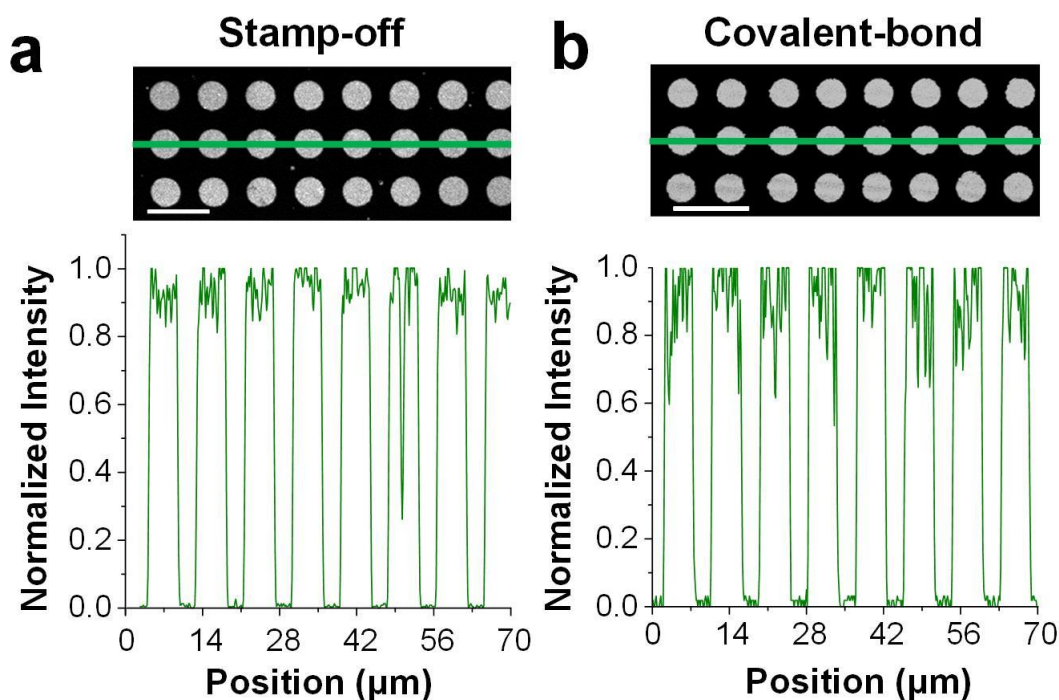 a
Stamp-off
Normalized Intensity
1.0
0.8
0.6
0.4
0.2
0.0
0 14 28 42 56 70
Position (µm)
b
Covalent-bond
Normalized Intensity
1.0
0.8
0.6
0.4
0.2
0.0
0 14 28 42 56 70
Position (µm)